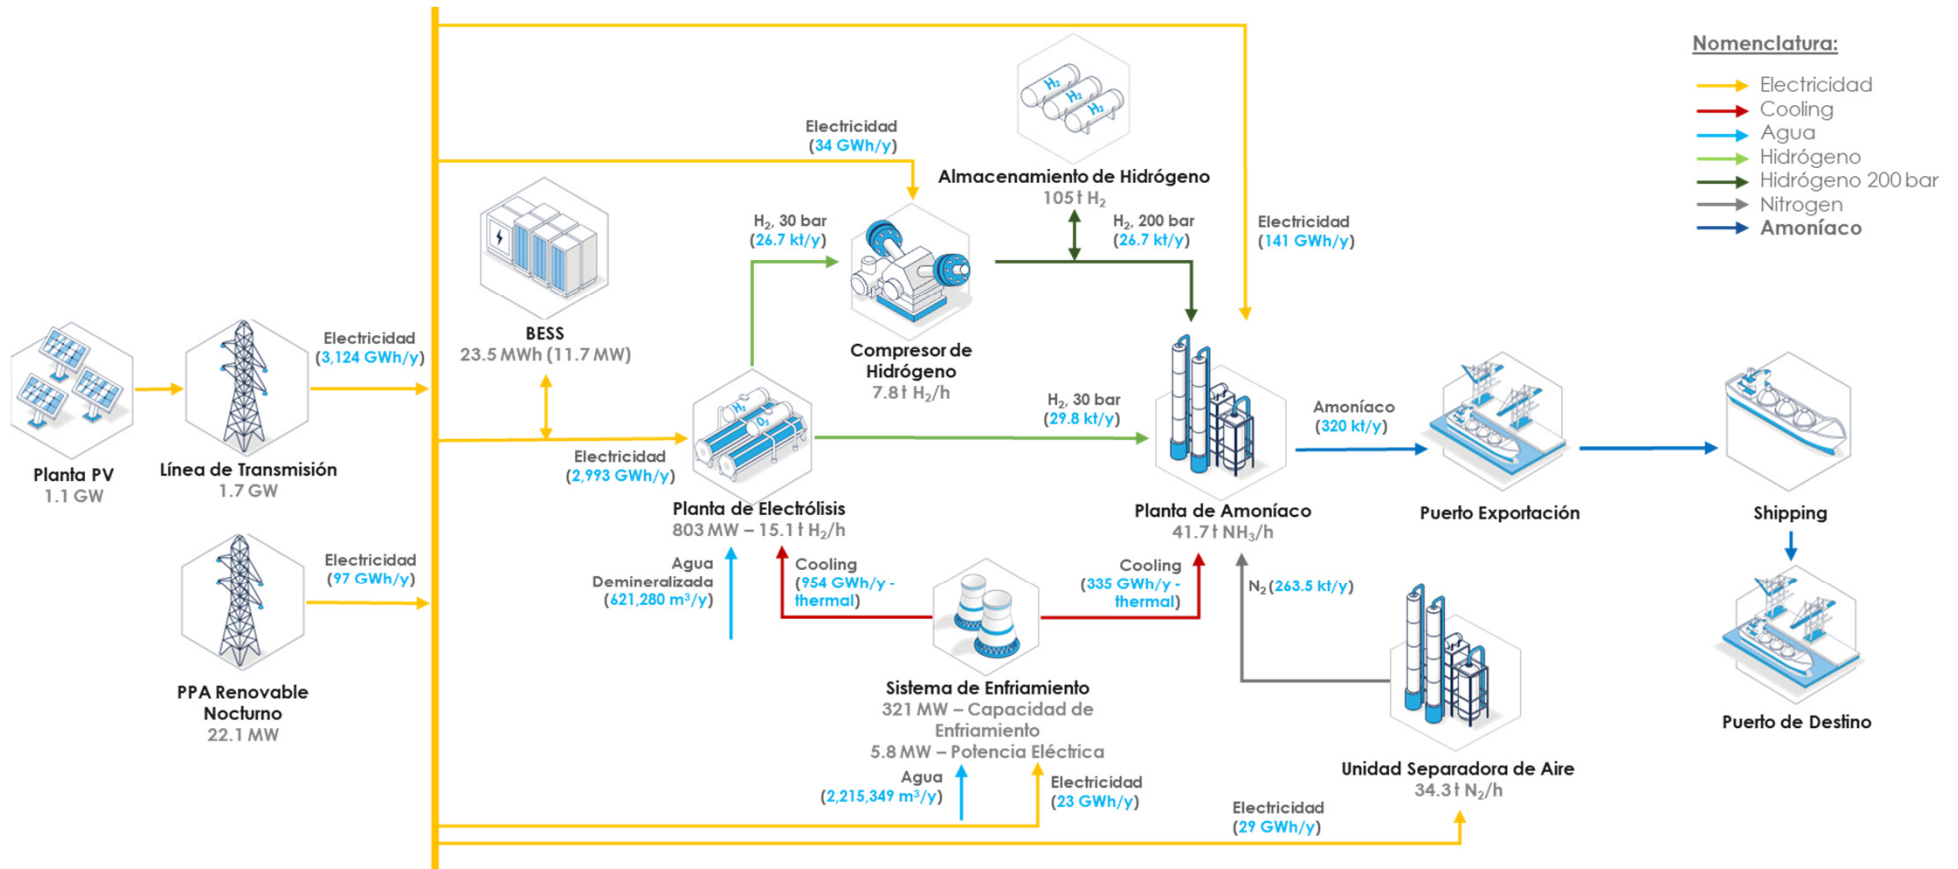 Nomenclatura:
Electricidad
Cooling
Agua
Hidrógeno
Hidrógeno 200 bar
Nitrogen
Amoníaco
H₂
H₂
H₂
Almacenamiento de Hidrógeno
105 t H₂
Electricidad
(34 GWh/y)
H₂, 30 bar
(26.7 kt/y)
H₂, 200 bar
(26.7 kt/y)
Electricidad
(141 GWh/y)
BESS
23.5 MWh (11.7 MW)
Compresor de
Hidrógeno
7.8 t H₂/h
Planta PV
1.1 GW
Línea de Transmisión
1.7 GW
Electricidad
(3,124 GWh/y)
PPA Renovable
Nocturno
22.1 MW
Electricidad
(97 GWh/y)
Electricidad
(2,993 GWh/y)
H₂
O₂
Planta de Electrólisis
803 MW – 15.1 t H₂/h
H₂, 30 bar
(29.8 kt/y)
Planta de Amoníaco
41.7 t NH₃/h
Amoníaco
(320 kt/y)
Puerto Exportación
Shipping
Puerto de Destino
Agua
Demineralizada
(621,280 m³/y)
Cooling
(954 GWh/y -
thermal)
Cooling
(335 GWh/y -
thermal)
N₂ (263.5 kt/y)
Sistema de Enfriamiento
321 MW – Capacidad de
Enfriamiento
5.8 MW – Potencia Eléctrica
Agua
(2,215,349 m³/y)
Electricidad
(23 GWh/y)
Unidad Separadora de Aire
34.3 t N₂/h
Electricidad
(29 GWh/y)